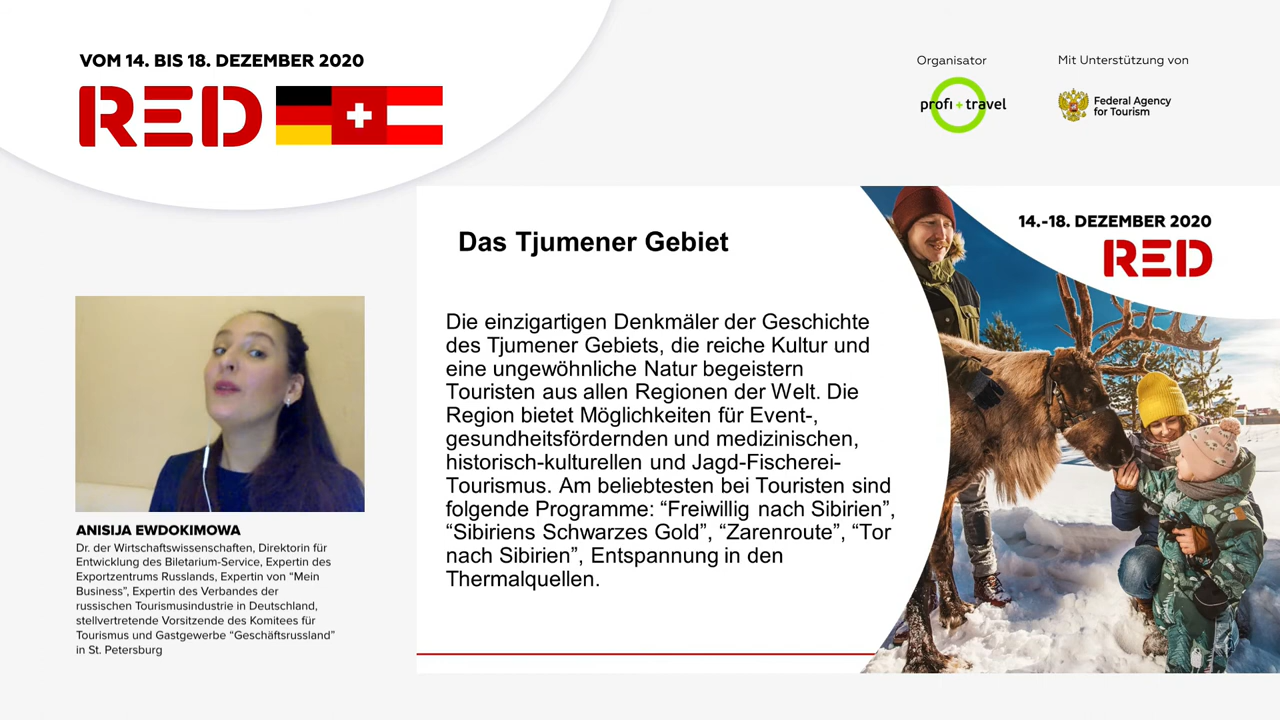 VOM 14. BIS 18. DEZEMBER 2020
RED
Organisator
profi + travel
Mit Unterstützung von
Federal Agency
for Tourism
14.-18. DEZEMBER 2020
RED
Das Tjumener Gebiet
Die einzigartigen Denkmäler der Geschichte
des Tjumener Gebiets, die reiche Kultur und
eine ungewöhnliche Natur begeistern
Touristen aus allen Regionen der Welt. Die
Region bietet Möglichkeiten für Event-,
gesundheitsfördernden und medizinischen,
historisch-kulturellen und Jagd-Fischerei-
Tourismus. Am beliebtesten bei Touristen sind
folgende Programme: “Freiwillig nach Sibirien”,
“Sibiriens Schwarzes Gold”, “Zarenroute”, “Tor
nach Sibirien”, Entspannung in den
Thermalquellen.
ANISIJA EWDOKIMOWA
Dr. der Wirtschaftswissenschaften, Direktorin für
Entwicklung des Biletarium-Service, Expertin des
Exportzentrums Russlands, Expertin von “Mein
Business”, Expertin des Verbandes der
russischen Tourismusindustrie in Deutschland,
stellvertretende Vorsitzende des Komitees für
Tourismus und Gastgewerbe “Geschäftsrussland”
in St. Petersburg